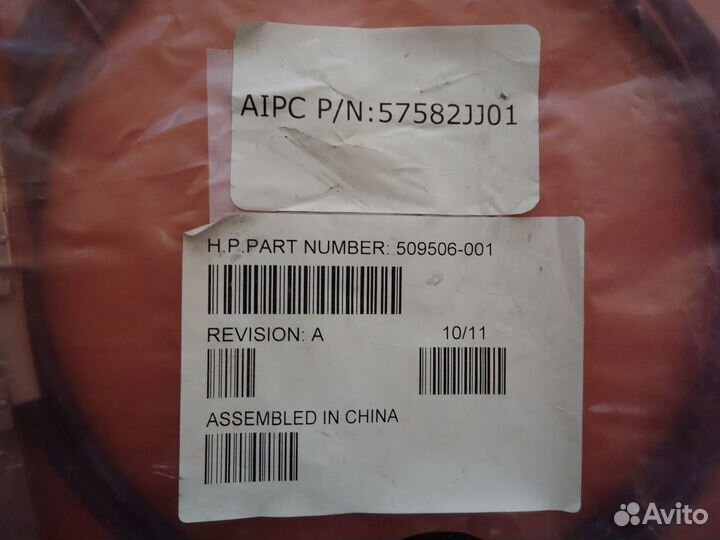 AIPC P/N:57582JJ01
H.P.PART NUMBER: 509506-001
REVISION: A 10/11
ASSEMBLED IN CHINA
Avito